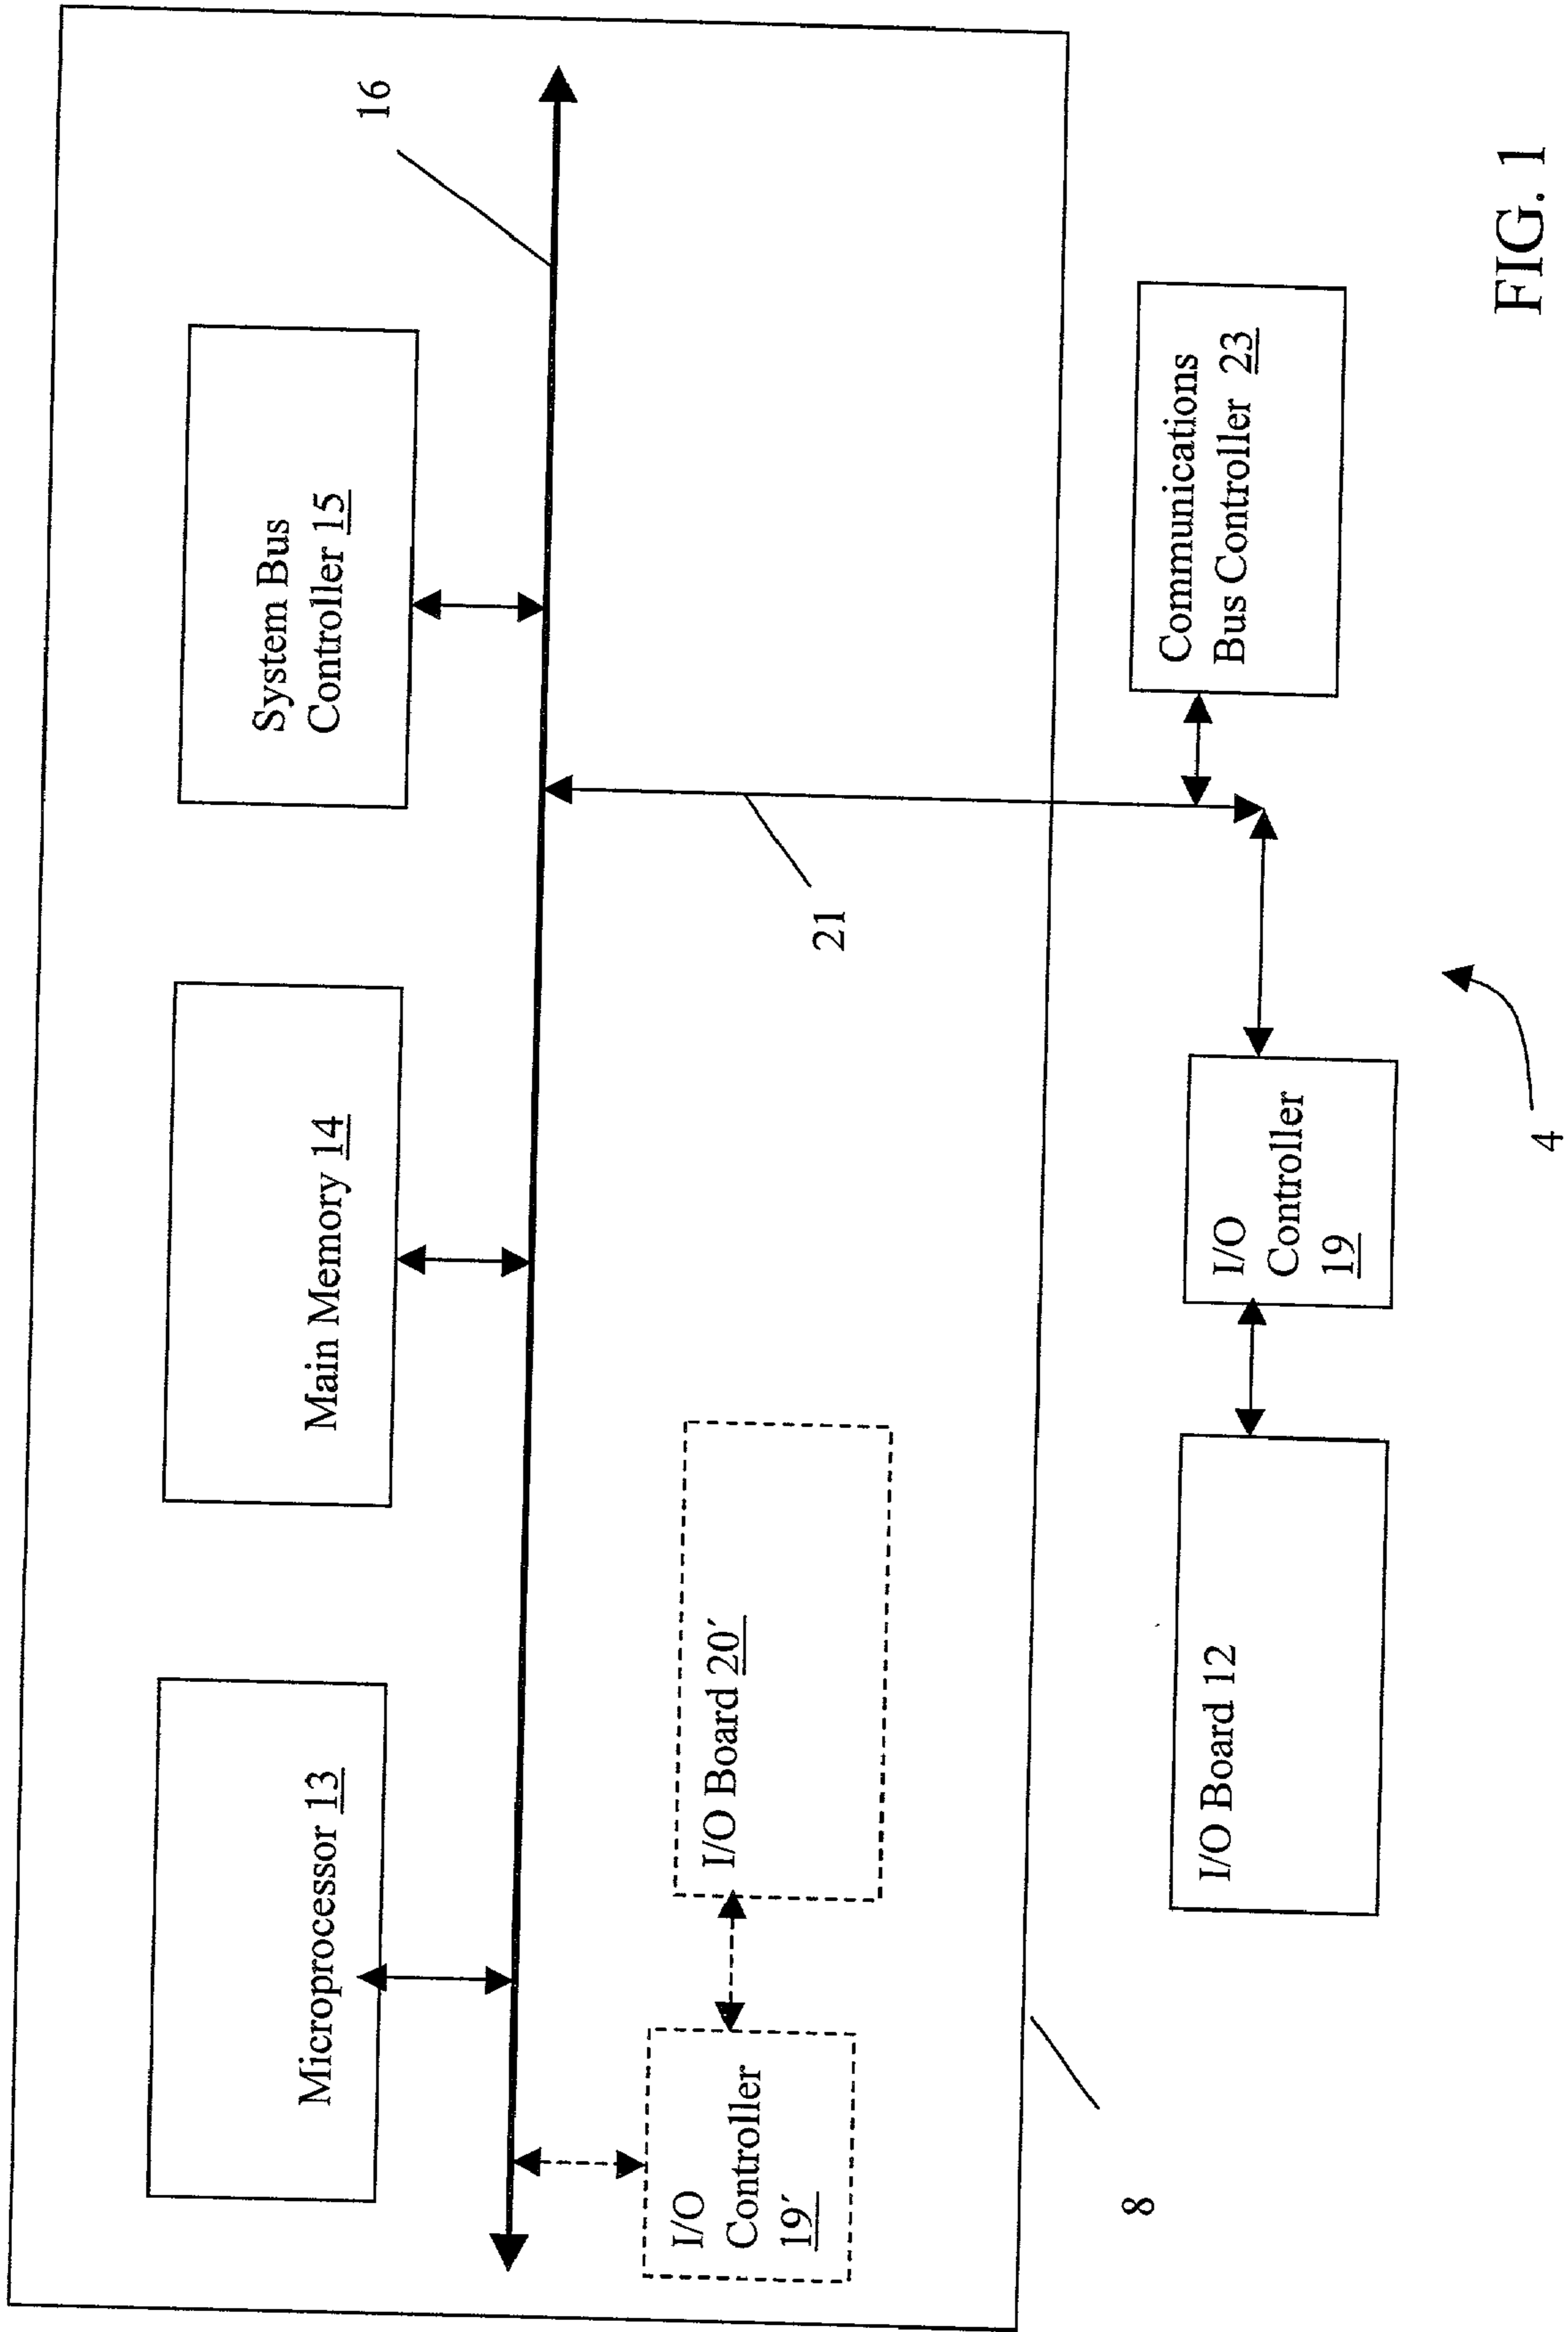 16
System Bus
Controller 15
Main Memory 14
Microprocessor 13
I/O
Controller
19´
I/O Board 20´
21
8
Communications
Bus Controller 23
I/O
Controller
19
I/O Board 12
4
FIG. 1